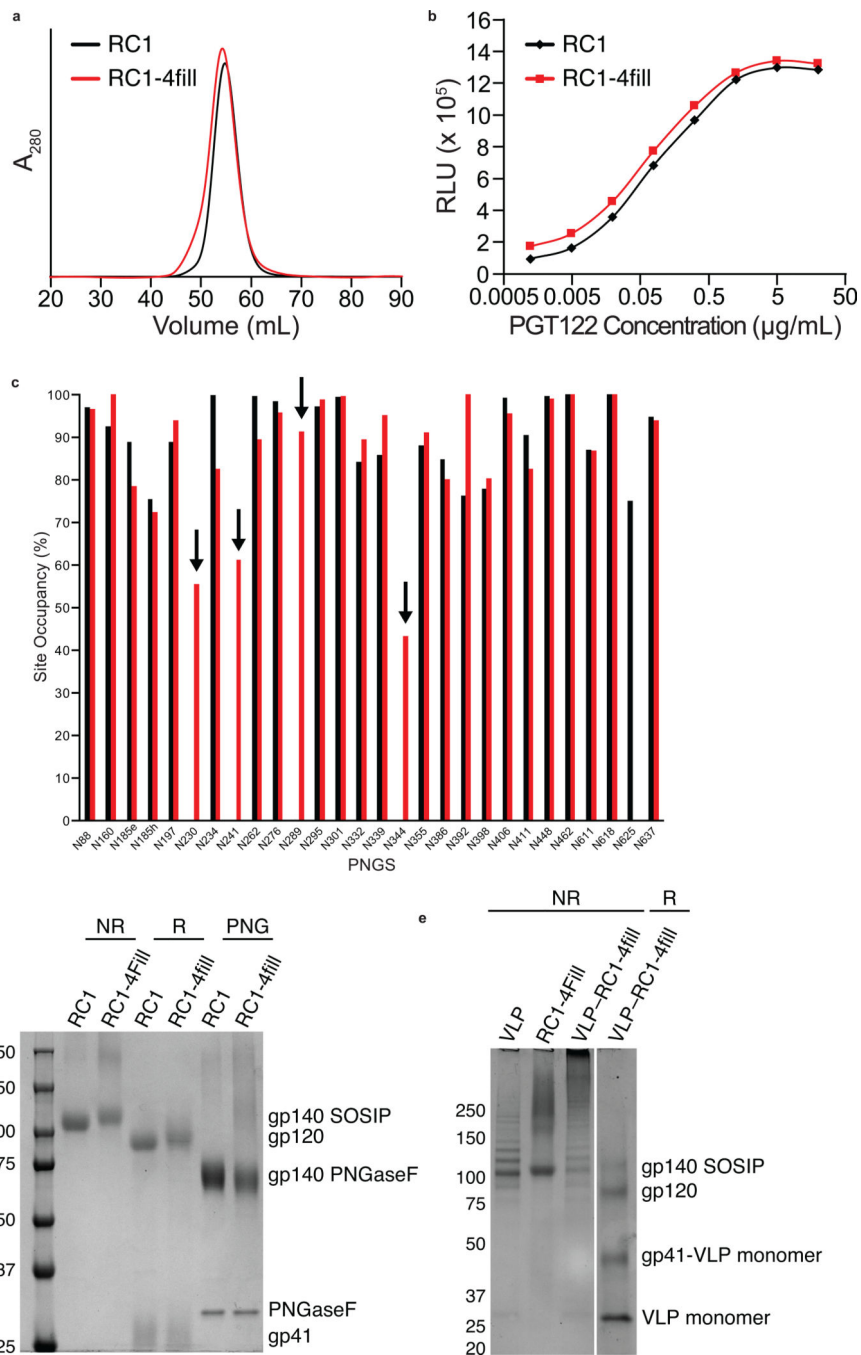 a
RC1
RC1-4fill
A280
20 30 40 50 60 70 80 90
Volume (mL)
b
RC1
RC1-4fill
RLU (x 10⁵)
16
14
12
10
8
6
4
2
0
0.0005 0.005 0.05 0.5 5 50
PGT122 Concentration (µg/mL)
c
Site Occupancy (%)
100
90
80
70
60
50
40
30
20
10
0
N88 N160 N185e N185h N197 N230 N234 N241 N262 N276 N289 N295 N301 N332 N339 N344 N355 N386 N392 N398 N406 N411 N448 N462 N611 N618 N625 N637
PNGS
NR R PNG
RC1 RC1-4Fill RC1 RC1-4fill RC1 RC1-4fill
50
50
00
75
50
37
25
gp140 SOSIP
gp120
gp140 PNGaseF
PNGaseF
gp41
e
NR R
VLP RC1-4Fill VLP–RC1-4fill VLP–RC1-4fill
250
150
100
75
50
37
25
20
gp140 SOSIP
gp120
gp41-VLP monomer
VLP monomer